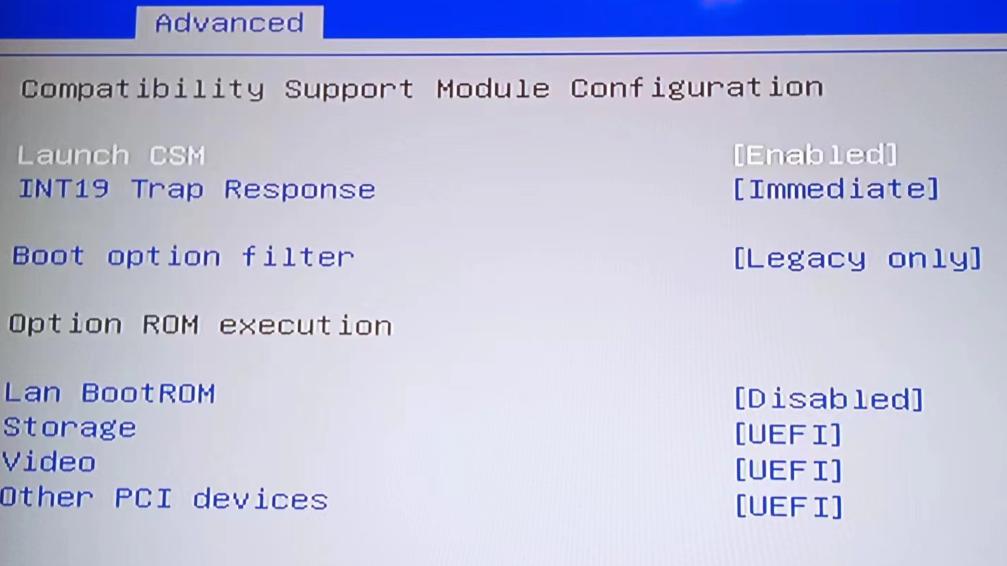 Advanced
Compatibility Support Module Configuration
Launch CSM [Enabled]
INT19 Trap Response [Immediate]
Boot option filter [Legacy only]
Option ROM execution
Lan BootROM [Disabled]
Storage [UEFI]
Video [UEFI]
Other PCI devices [UEFI]